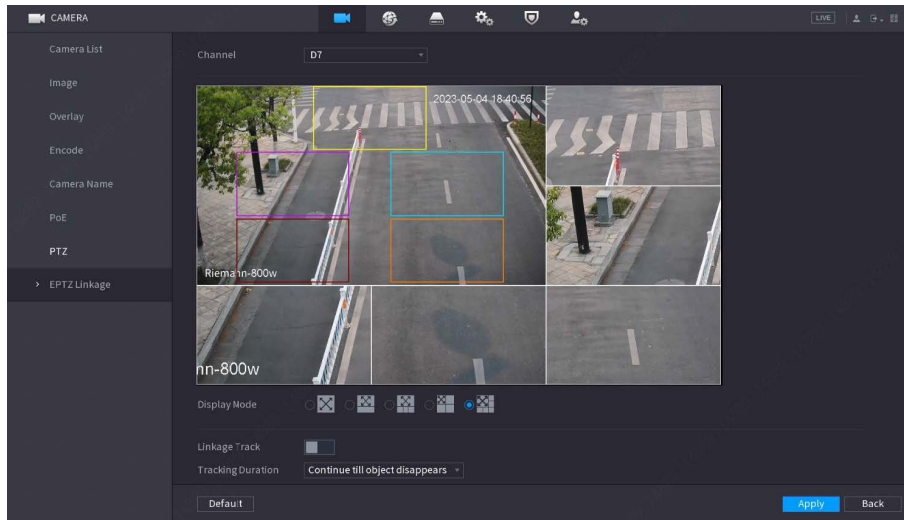 CAMERA
LIVE
Camera List
Image
Overlay
Encode
Camera Name
PoE
PTZ
EPTZ Linkage
Channel D7
2023-05-04 18:40:56
Riemann-800w
nn-800w
Display Mode
Linkage Track
Tracking Duration Continue till object disappears
Default
Apply Back